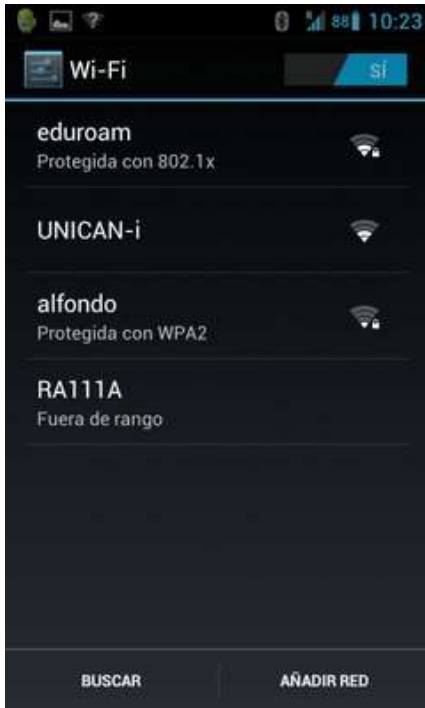 88 10:23
Wi-Fi
SÍ
eduroam
Protegida con 802.1x
UNICAN-i
alfondo
Protegida con WPA2
RA111A
Fuera de rango
BUSCAR
AÑADIR RED